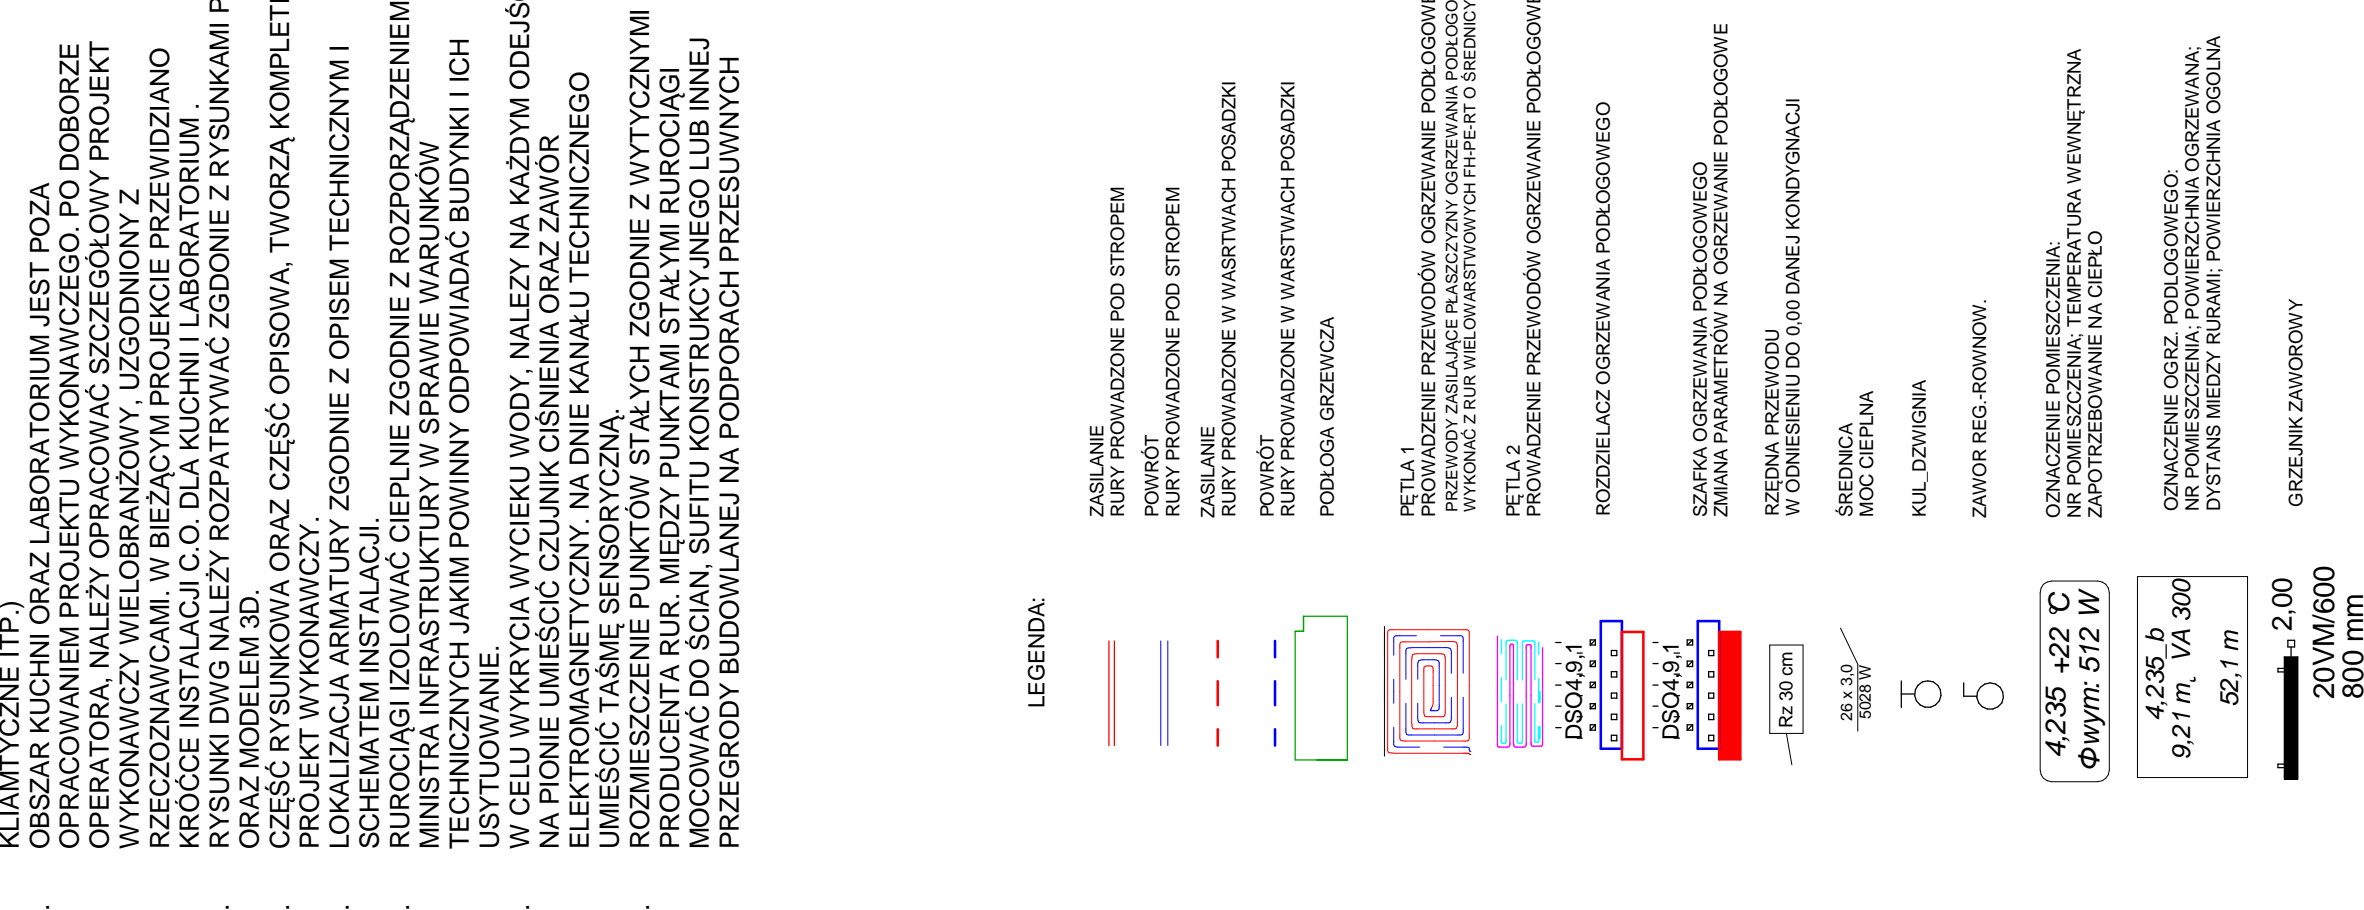 KLIAMTYCZNE ITP.)
OBSZAR KUCHNI ORAZ LABORATORIUM JEST POZA
OPRACOWANIEM PROJEKTU WYKONAWCZEGO. PO DOBORZE
OPERATORA, NALEŻY OPRACOWAĆ SZCZEGÓŁOWY PROJEKT
WYKONAWCZY WIELOBRANŻOWY, UZGODNIONY Z
RZECZOZNAWCAMI. W BIEŻĄCYM PROJEKCIE PRZEWIDZIANO
KRÓĆCE INSTALACJI C.O. DLA KUCHNI I LABORATORIUM .
RYSUNKI DWG NALEŻY ROZPATRYWAĆ ZGDONIE Z RYSUNKAMI P
ORAZ MODELEM 3D.
CZĘŚĆ RYSUNKOWA ORAZ CZĘŚĆ OPISOWA, TWORZĄ KOMPLET
PROJEKT WYKONAWCZY.
LOKALIZACJA ARMATURY ZGODNIE Z OPISEM TECHNICZNYM I
SCHEMATEM INSTALACJI.
RUROCIĄGI IZOLOWAĆ CIEPLNIE ZGODNIE Z ROZPORZĄDZENIEM
MINISTRA INFRASTRUKTURY W SPRAWIE WARUNKÓW
TECHNICZNYCH JAKIM POWINNY ODPOWIADAĆ BUDYNKI I ICH
USYTUOWANIE.
W CELU WYKRYCIA WYCIEKU WODY, NALEZY NA KAŻDYM ODEJŚC
NA PIONIE UMIEŚCIĆ CZUJNIK CIŚNIENIA ORAZ ZAWÓR
ELEKTROMAGNETYCZNY. NA DNIE KANAŁU TECHNICZNEGO
UMIEŚCIĆ TAŚMĘ SENSORYCZNĄ.
ROZMIESZCZENIE PUNKTÓW STAŁYCH ZGODNIE Z WYTYCZNYMI
PRODUCENTA RUR. MIĘDZY PUNKTAMI STAŁYMI RUROCIĄGI
MOCOWAĆ DO ŚCIAN, SUFITU KONSTRUKCYJNEGO LUB INNEJ
PRZEGRODY BUDOWLANEJ NA PODPORACH PRZESUWNYCH
LEGENDA:
ZASILANIE
RURY PROWADZONE POD STROPEM
POWRÓT
RURY PROWADZONE POD STROPEM
ZASILANIE
RURY PROWADZONE W WASRTWACH POSADZKI
POWRÓT
RURY PROWADZONE W WARSTWACH POSADZKI
PODŁOGA GRZEWCZA
PĘTLA 1
PROWADZENIE PRZEWODÓW OGRZEWANIE PODŁOGOWE
PRZEWODY ZASILAJĄCE PŁASZCZYZNY OGRZEWANIA PODŁOGO
WYKONAĆ Z RUR WIELOWARSTWOWYCH FH-PE-RT O ŚREDNICY
PĘTLA 2
PROWADZENIE PRZEWODÓW OGRZEWANIE PODŁOGOWE
DSQ4,9,1
ROZDZIELACZ OGRZEWANIA PODŁOGOWEGO
DSQ4,9,1
SZAFKA OGRZEWANIA PODŁOGOWEGO
ZMIANA PARAMETRÓW NA OGRZEWANIE PODŁOGOWE
Rz 30 cm
RZĘDNA PRZEWODU
W ODNIESIENIU DO 0,00 DANEJ KONDYGNACJI
26 x 3,0
5028 W
ŚREDNICA
MOC CIEPLNA
KUL_DZWIGNIA
ZAWOR REG.-ROWNOW.
4,235 +22 °C
Φwym: 512 W
OZNACZENIE POMIESZCZENIA:
NR POMIESZCZENIA; TEMPERATURA WEWNĘTRZNA
ZAPOTRZEBOWANIE NA CIEPŁO
4,235_b
9,21 m, VA 300
52,1 m
OZNACZENIE OGRZ. PODLOGOWEGO:
NR POMIESZCZENIA; POWIERZCHNIA OGRZEWANA;
DYSTANS MIEDZY RURAMI; POWIERZCHNIA OGOLNA
2,00
20VM/600
800 mm
GRZEJNIK ZAWOROWY